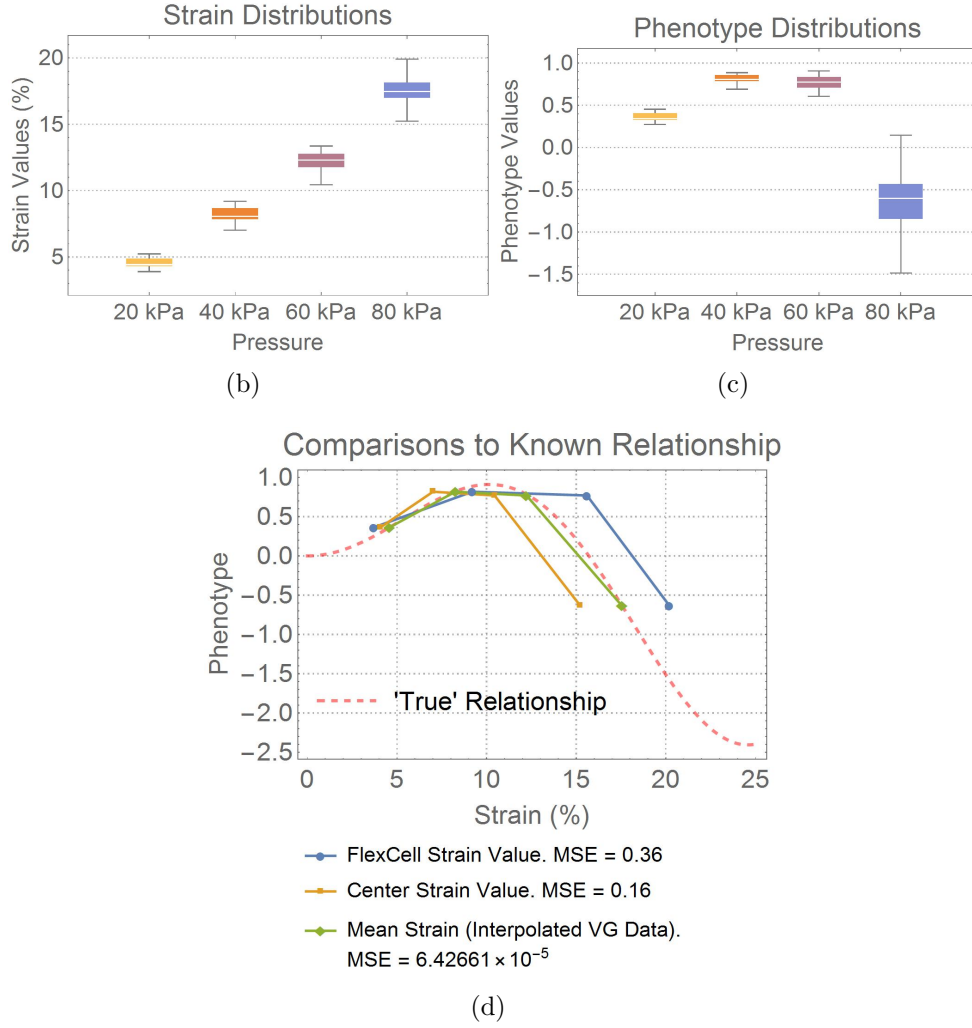 Strain Distributions
Strain Values (%)
20
15
10
5
20 kPa 40 kPa 60 kPa 80 kPa
Pressure
(b)
Phenotype Distributions
Phenotype Values
1.0
0.5
0.0
−0.5
−1.0
−1.5
20 kPa 40 kPa 60 kPa 80 kPa
Pressure
(c)
Comparisons to Known Relationship
Phenotype
1.0
0.5
0.0
−0.5
−1.0
−1.5
−2.0
−2.5
'True' Relationship
0 5 10 15 20 25
Strain (%)
FlexCell Strain Value. MSE = 0.36
Center Strain Value. MSE = 0.16
Mean Strain (Interpolated VG Data).
MSE = 6.42661 × 10⁻⁵
(d)